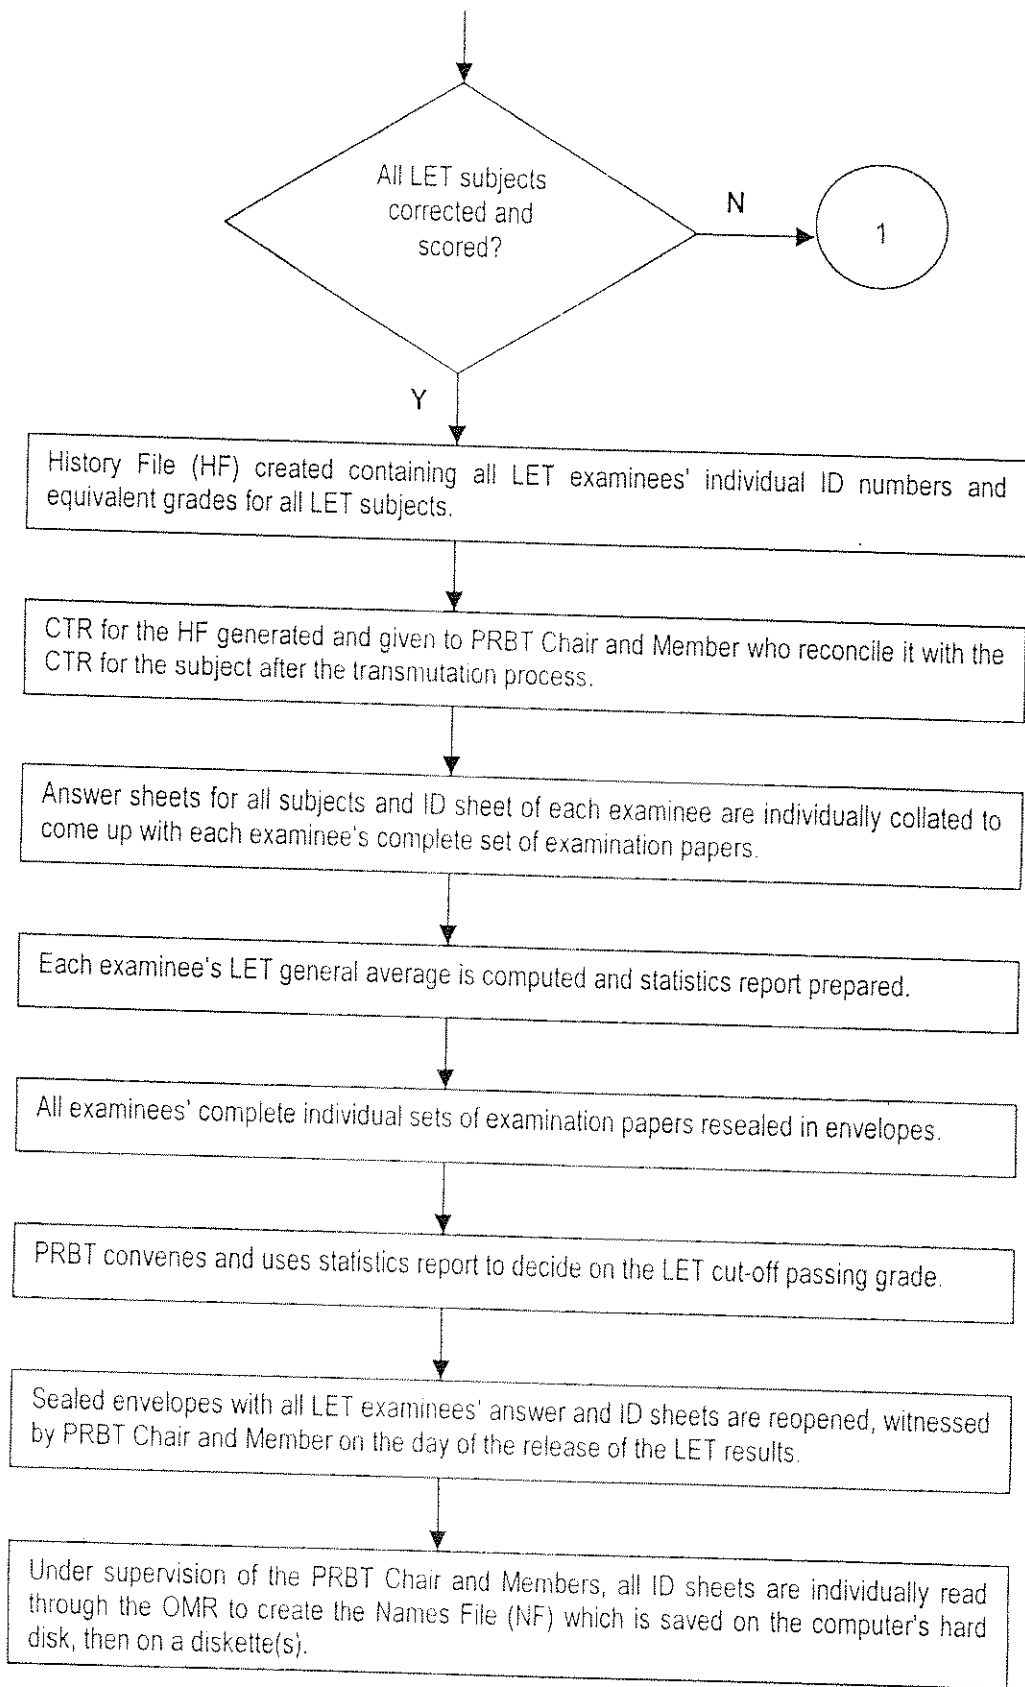 All LET subjects
corrected and
scored?
N
1
Y
History File (HF) created containing all LET examinees' individual ID numbers and
equivalent grades for all LET subjects.
CTR for the HF generated and given to PRBT Chair and Member who reconcile it with the
CTR for the subject after the transmutation process.
Answer sheets for all subjects and ID sheet of each examinee are individually collated to
come up with each examinee's complete set of examination papers.
Each examinee's LET general average is computed and statistics report prepared.
All examinees' complete individual sets of examination papers resealed in envelopes.
PRBT convenes and uses statistics report to decide on the LET cut-off passing grade.
Sealed envelopes with all LET examinees' answer and ID sheets are reopened, witnessed
by PRBT Chair and Member on the day of the release of the LET results.
Under supervision of the PRBT Chair and Members, all ID sheets are individually read
through the OMR to create the Names File (NF) which is saved on the computer's hard
disk, then on a diskette(s).